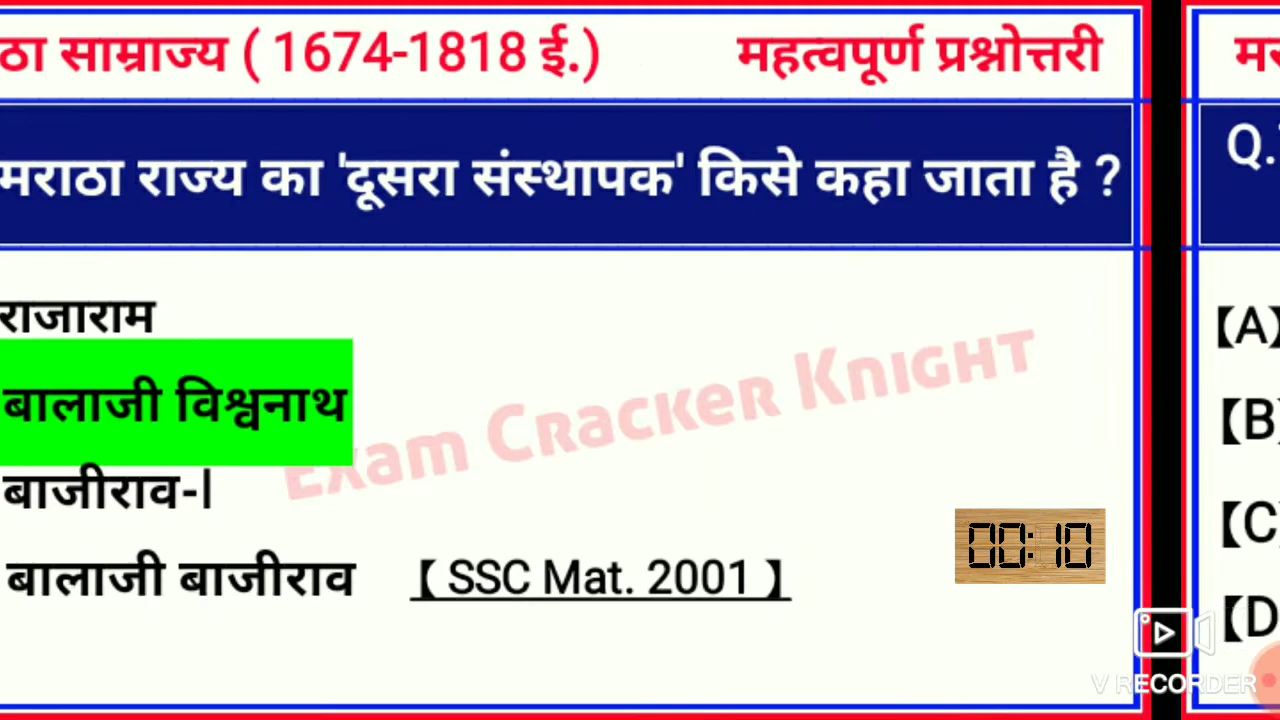 ठा साम्राज्य ( 1674-1818 ई.) महत्वपूर्ण प्रश्नोत्तरी
मराठा राज्य का 'दूसरा संस्थापक' किसे कहा जाता है ?
राजाराम
बालाजी विश्वनाथ
बाजीराव-I
बालाजी बाजीराव 【 SSC Mat. 2001 】
Exam Cracker Knight
00:10
Q.
【A】
【B】
【C】
【D
V RECORDER